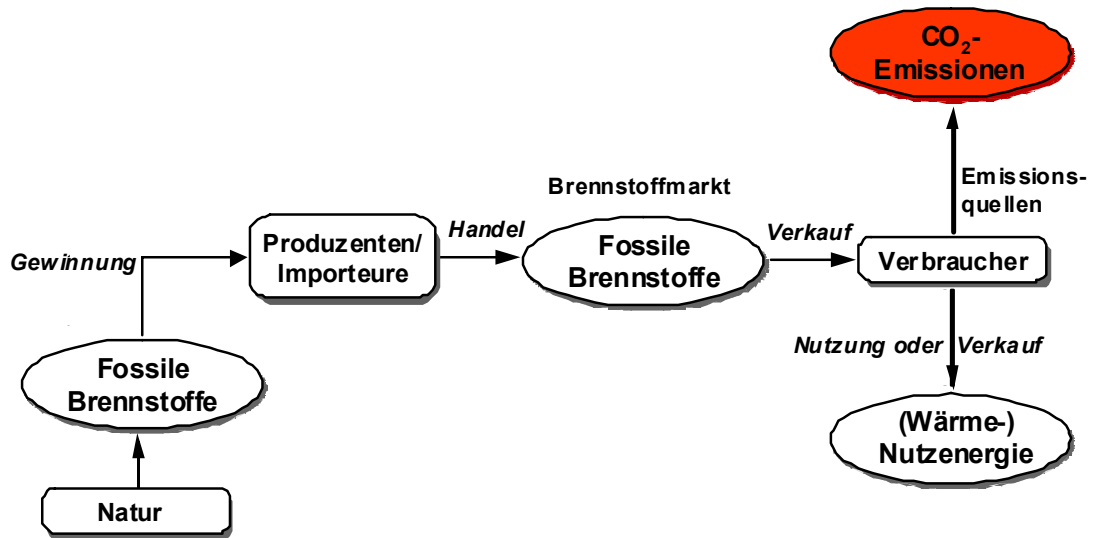 CO₂-
Emissionen
Emissions-
quellen
Brennstoffmarkt
Gewinnung
Produzenten/
Importeure
Handel
Fossile
Brennstoffe
Verkauf
Verbraucher
Nutzung oder Verkauf
Fossile
Brennstoffe
(Wärme-)
Nutzenergie
Natur